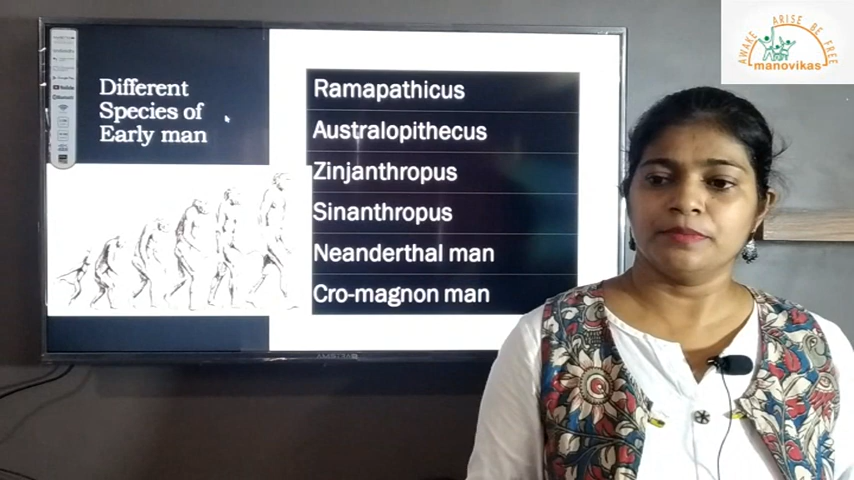 Different
Species of
Early man
Ramapathicus
Australopithecus
Zinjanthropus
Sinanthropus
Neanderthal man
Cro-magnon man
AWAKE ARISE BE FREE
manovikas
YouTube